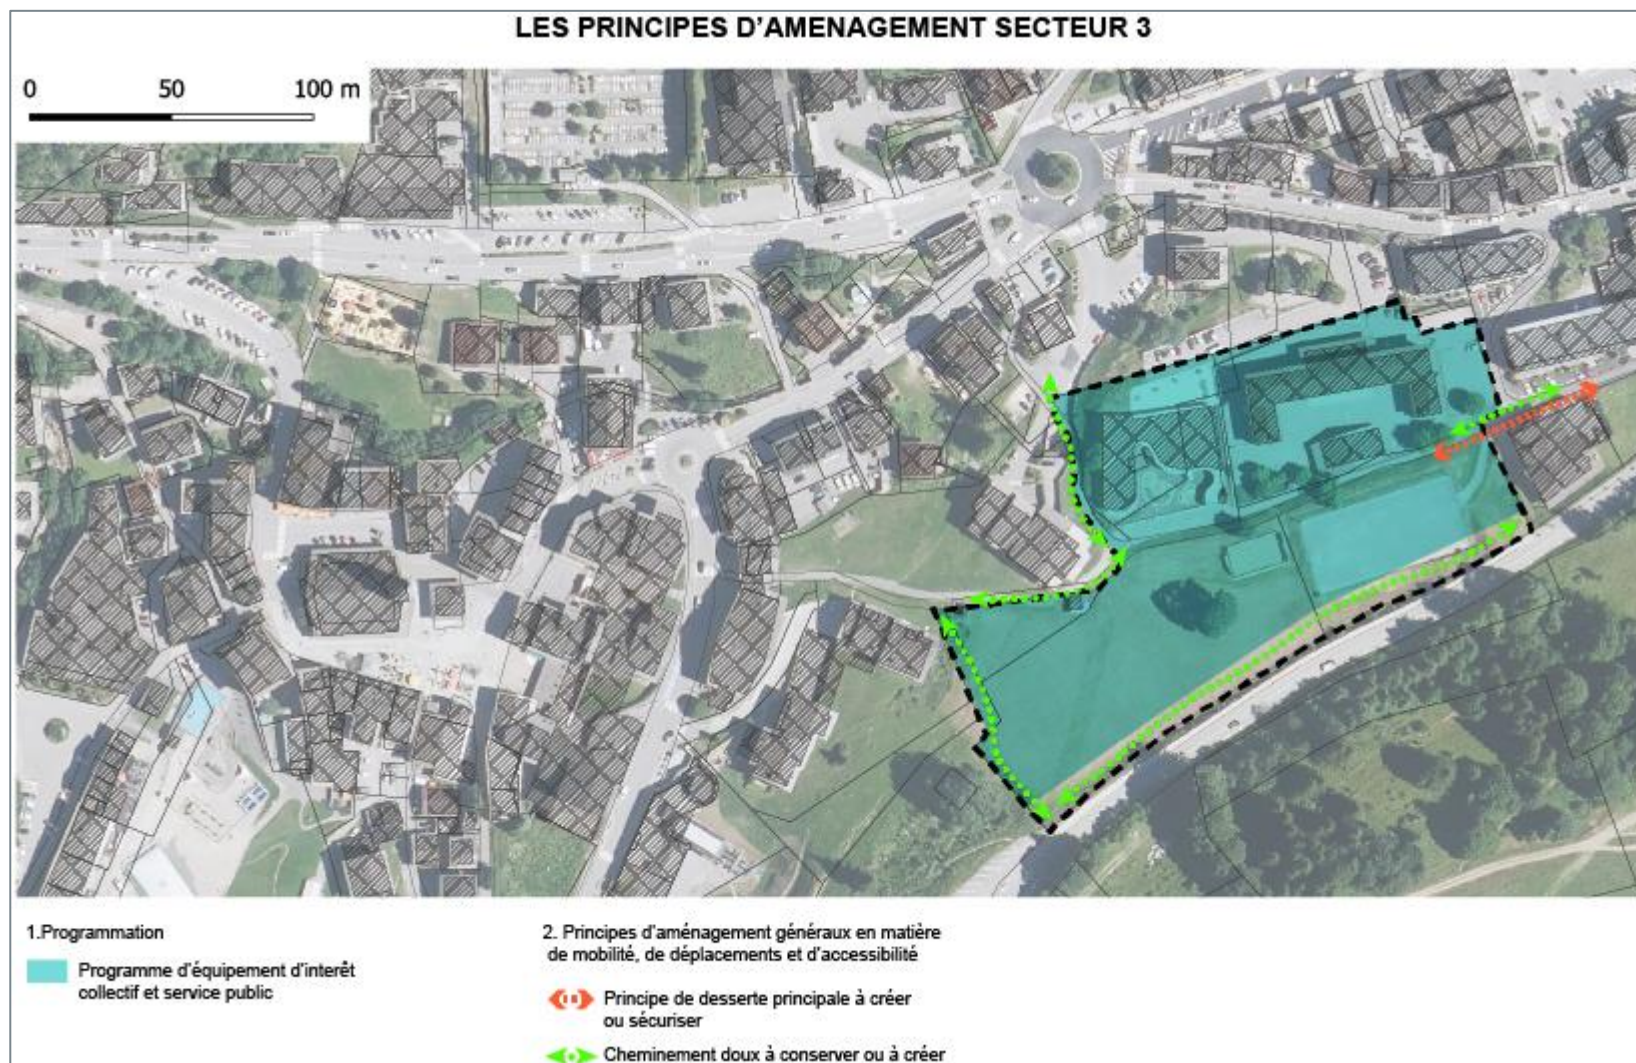 LES PRINCIPES D'AMENAGEMENT SECTEUR 3
0 50 100 m
1.Programmation
Programme d'équipement d'interêt
collectif et service public
2. Principes d'aménagement généraux en matière
de mobilité, de déplacements et d'accessibilité
Principe de desserte principale à créer
ou sécuriser
Cheminement doux à conserver ou à créer